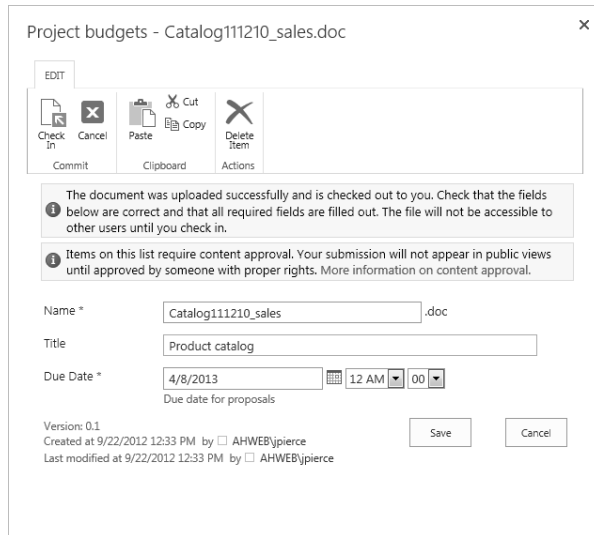 Project budgets - Catalog111210_sales.doc
EDIT
Check In
Cancel
Paste
Cut
Copy
Delete Item
Commit
Clipboard
Actions
The document was uploaded successfully and is checked out to you. Check that the fields
below are correct and that all required fields are filled out. The file will not be accessible to
other users until you check in.
Items on this list require content approval. Your submission will not appear in public views
until approved by someone with proper rights. More information on content approval.
Name * Catalog111210_sales .doc
Title Product catalog
Due Date * 4/8/2013 12 AM 00
Due date for proposals
Version: 0.1
Created at 9/22/2012 12:33 PM by AHWEB\jpierce
Last modified at 9/22/2012 12:33 PM by AHWEB\jpierce
Save Cancel